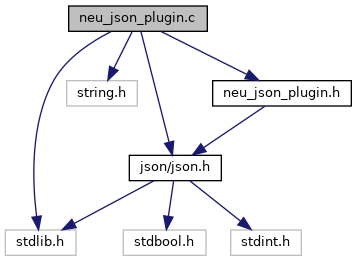 neu_json_plugin.c
string.h
neu_json_plugin.h
json/json.h
stdlib.h
stdbool.h
stdint.h